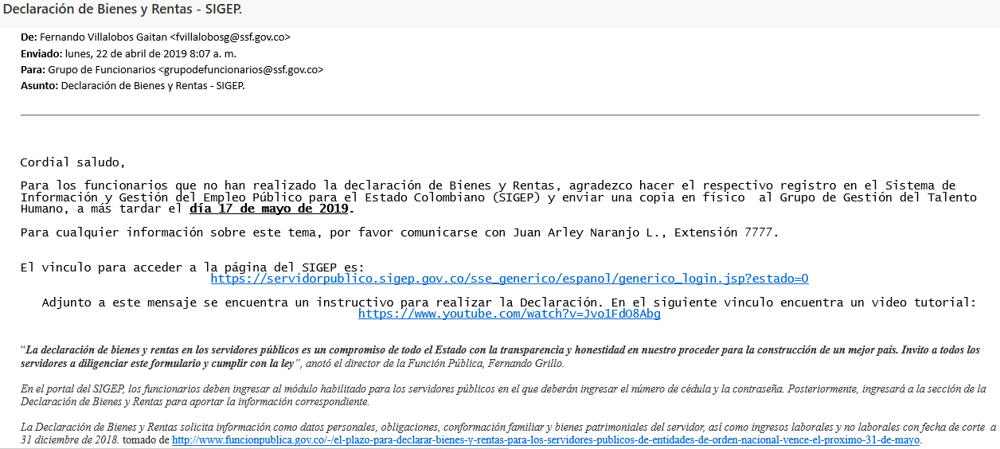 Declaración de Bienes y Rentas - SIGEP.
De: Fernando Villalobos Gaitan <fvillalobosg@ssf.gov.co>
Enviado: lunes, 22 de abril de 2019 8:07 a. m.
Para: Grupo de Funcionarios <grupodefuncionarios@ssf.gov.co>
Asunto: Declaración de Bienes y Rentas - SIGEP.
Cordial saludo,
Para los funcionarios que no han realizado la declaración de Bienes y Rentas, agradezco hacer el respectivo registro en el Sistema de
Información y Gestión del Empleo Público para el Estado Colombiano (SIGEP) y enviar una copia en físico al Grupo de Gestión del Talento
Humano, a más tardar el día 17 de mayo de 2019.
Para cualquier información sobre este tema, por favor comunicarse con Juan Arley Naranjo L., Extensión 7777.
El vinculo para acceder a la página del SIGEP es:
https://servidorpublico.sigep.gov.co/sse_generico/espanol/generico_login.jsp?estado=0
Adjunto a este mensaje se encuentra un instructivo para realizar la Declaración. En el siguiente vinculo encuentra un video tutorial:
https://www.youtube.com/watch?v=Jvo1FdO8Abg
“La declaración de bienes y rentas en los servidores públicos es un compromiso de todo el Estado con la transparencia y honestidad en nuestro proceder para la construcción de un mejor país. Invito a todos los
servidores a diligenciar este formulario y cumplir con la ley”, anotó el director de la Función Pública, Fernando Grillo.
En el portal del SIGEP, los funcionarios deben ingresar al módulo habilitado para los servidores públicos en el que deberán ingresar el número de cédula y la contraseña. Posteriormente, ingresará a la sección de la
Declaración de Bienes y Rentas para aportar la información correspondiente.
La Declaración de Bienes y Rentas solicita información como datos personales, obligaciones, conformación familiar y bienes patrimoniales del servidor, así como ingresos laborales y no laborales con fecha de corte a
31 diciembre de 2018. tomado de http://www.funcionpublica.gov.co/-/el-plazo-para-declarar-bienes-y-rentas-para-los-servidores-publicos-de-entidades-de-orden-nacional-vence-el-proximo-31-de-mayo.